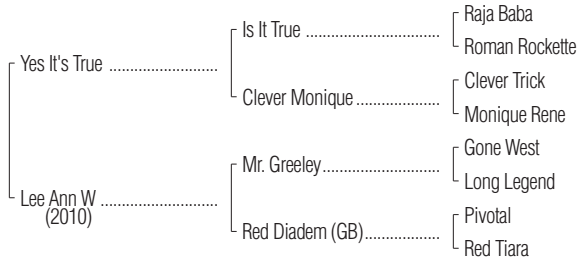 Raja Baba
Is It True
Roman Rockette
Yes It's True
Clever Trick
Clever Monique
Monique Rene
Gone West
Mr. Greeley
Long Legend
Lee Ann W
(2010)
Pivotal
Red Diadem (GB)
Red Tiara